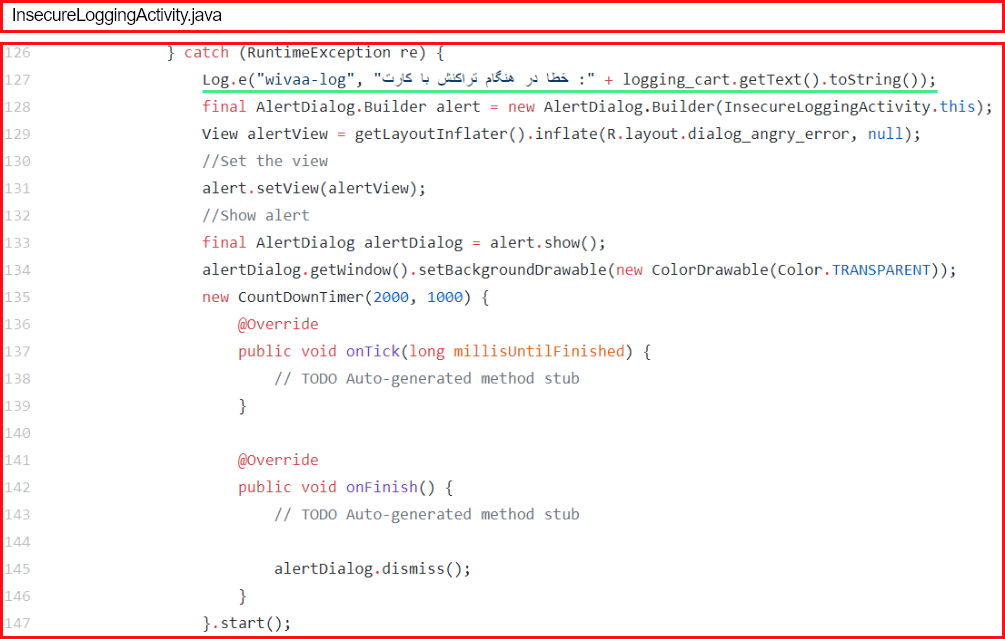 InsecureLoggingActivity.java
126 } catch (RuntimeException re) {
127 Log.e("wivaa-log", "خطا در هنگام تراکنش با کارت :" + logging_cart.getText().toString());
128 final AlertDialog.Builder alert = new AlertDialog.Builder(InsecureLoggingActivity.this);
129 View alertView = getLayoutInflater().inflate(R.layout.dialog_angry_error, null);
130 //Set the view
131 alert.setView(alertView);
132 //Show alert
133 final AlertDialog alertDialog = alert.show();
134 alertDialog.getWindow().setBackgroundDrawable(new ColorDrawable(Color.TRANSPARENT));
135 new CountDownTimer(2000, 1000) {
136 @Override
137 public void onTick(long millisUntilFinished) {
138 // TODO Auto-generated method stub
139 }
140
141 @Override
142 public void onFinish() {
143 // TODO Auto-generated method stub
144
145 alertDialog.dismiss();
146 }
147 }.start();